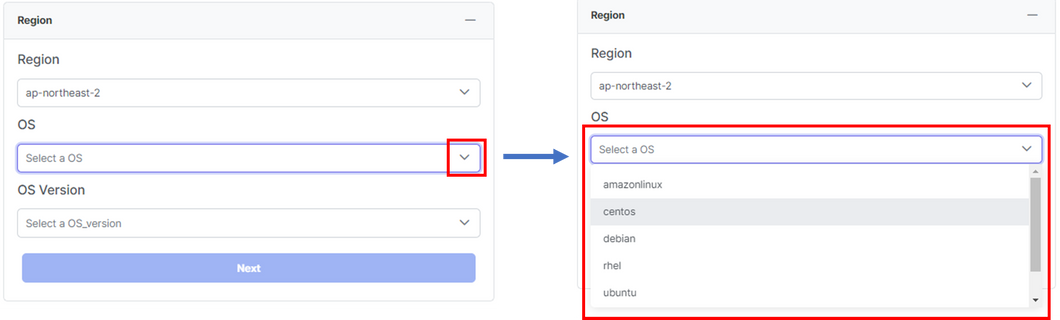 Region
Region
ap-northeast-2
OS
Select a OS
OS Version
Select a OS_version
Next
Region
Region
ap-northeast-2
OS
Select a OS
amazonlinux
centos
debian
rhel
ubuntu